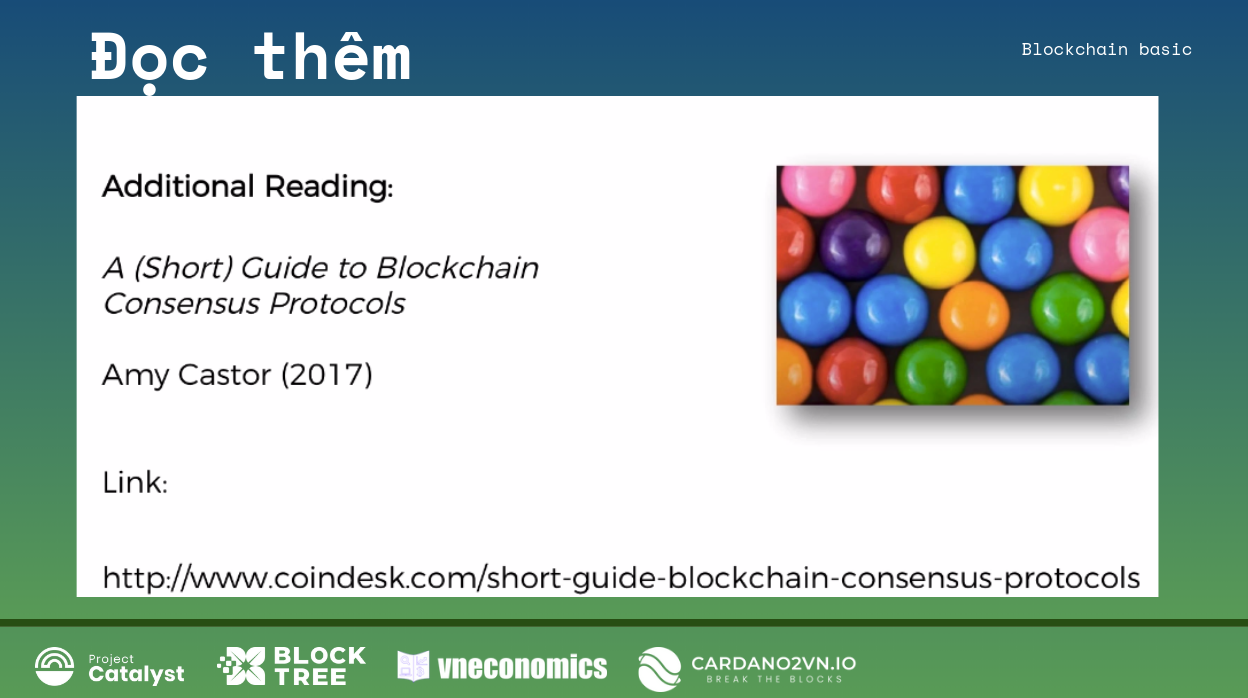 Đọc thêm
Blockchain basic
Additional Reading:
A (Short) Guide to Blockchain
Consensus Protocols
Amy Castor (2017)
Link:
http://www.coindesk.com/short-guide-blockchain-consensus-protocols
Project
Catalyst
BLOCK
TREE
vneconomics
CARDANO2VN.IO
BREAK THE BLOCKS